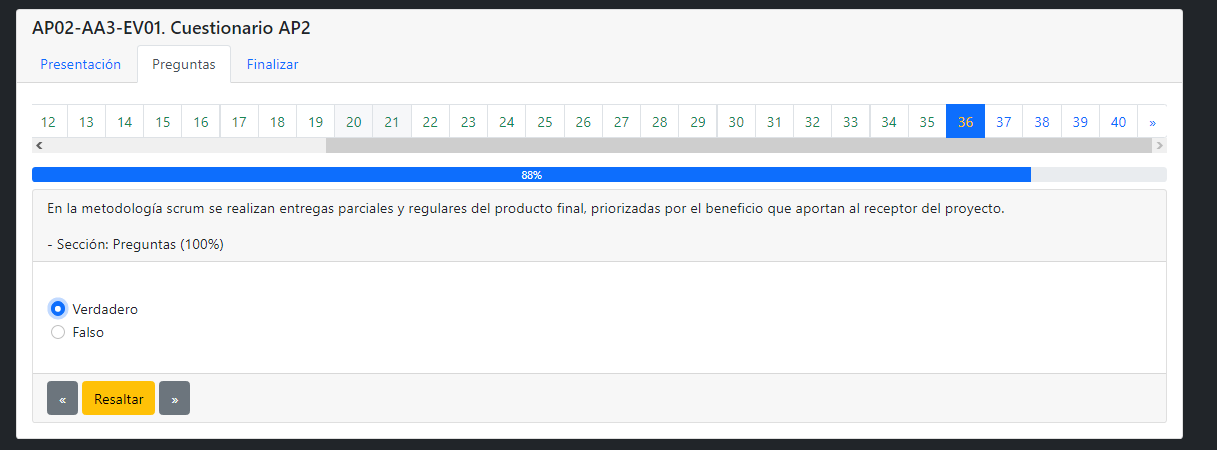 AP02-AA3-EV01. Cuestionario AP2
Presentación Preguntas Finalizar
12 13 14 15 16 17 18 19 20 21 22 23 24 25 26 27 28 29 30 31 32 33 34 35 36 37 38 39 40 »
88%
En la metodología scrum se realizan entregas parciales y regulares del producto final, priorizadas por el beneficio que aportan al receptor del proyecto.
- Sección: Preguntas (100%)
Verdadero
Falso
« Resaltar »